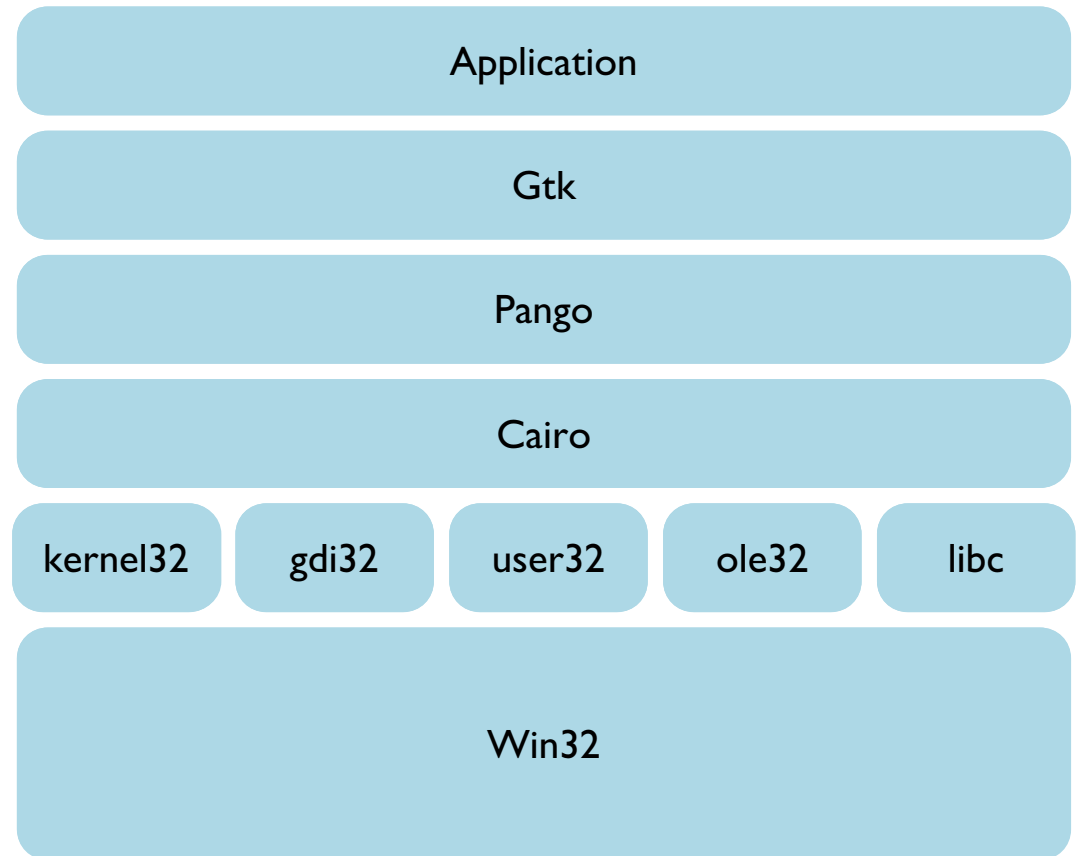 Application
Gtk
Pango
Cairo
kernel32 gdi32 user32 ole32 libc
Win32